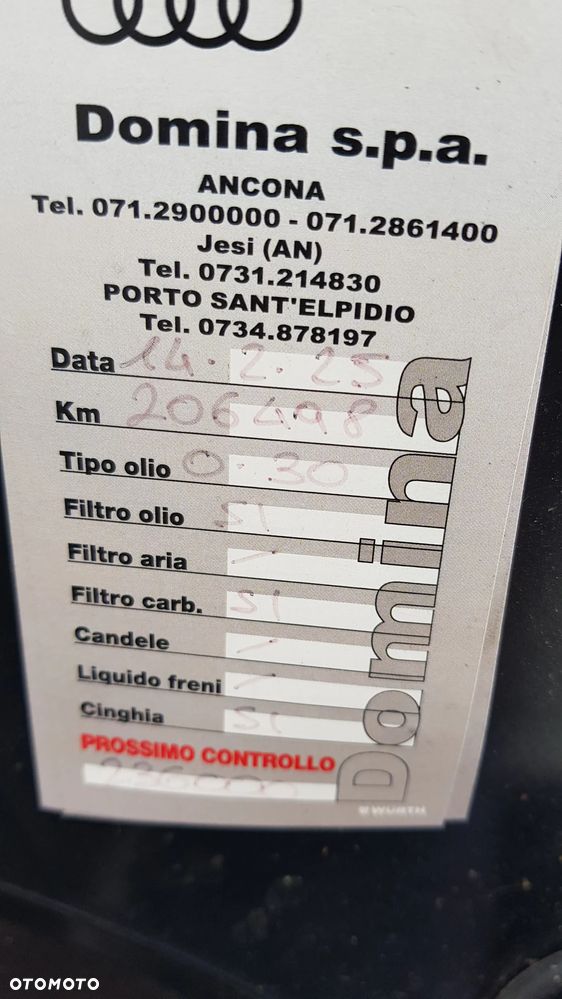 Domina s.p.a.
ANCONA
Tel. 071.2900000 - 071.2861400
Jesi (AN)
Tel. 0731.214830
PORTO SANT'ELPIDIO
Tel. 0734.878197
Data 14.2.25
Km 206498
Tipo olio 0.30
Filtro olio SI
Filtro aria /
Filtro carb. SI
Candele /
Liquido freni /
Cinghia SI
PROSSIMO CONTROLLO
Domina
WÜRTH
OTOMOTO